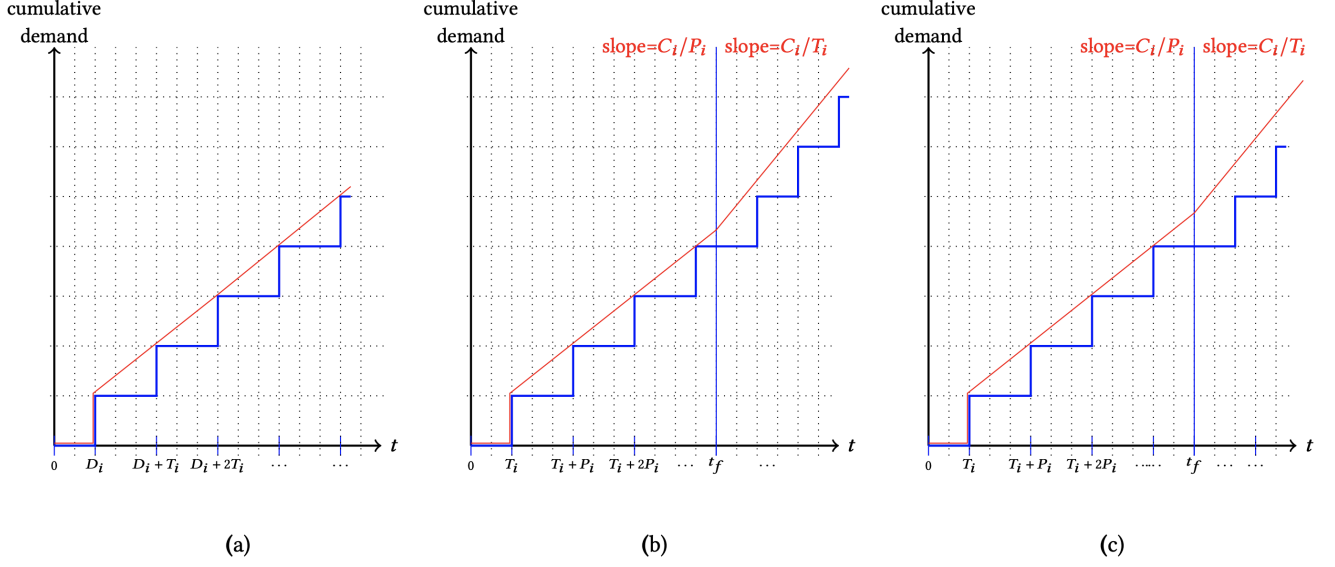 cumulative
demand
t
0 D_i D_i + T_i D_i + 2T_i ... ...
(a)
cumulative
demand
slope=C_i/P_i slope=C_i/T_i
t
0 T_i T_i + P_i T_i + 2P_i ... t_f ...
(b)
cumulative
demand
slope=C_i/P_i slope=C_i/T_i
t
0 T_i T_i + P_i T_i + 2P_i ...... t_f ... ...
(c)